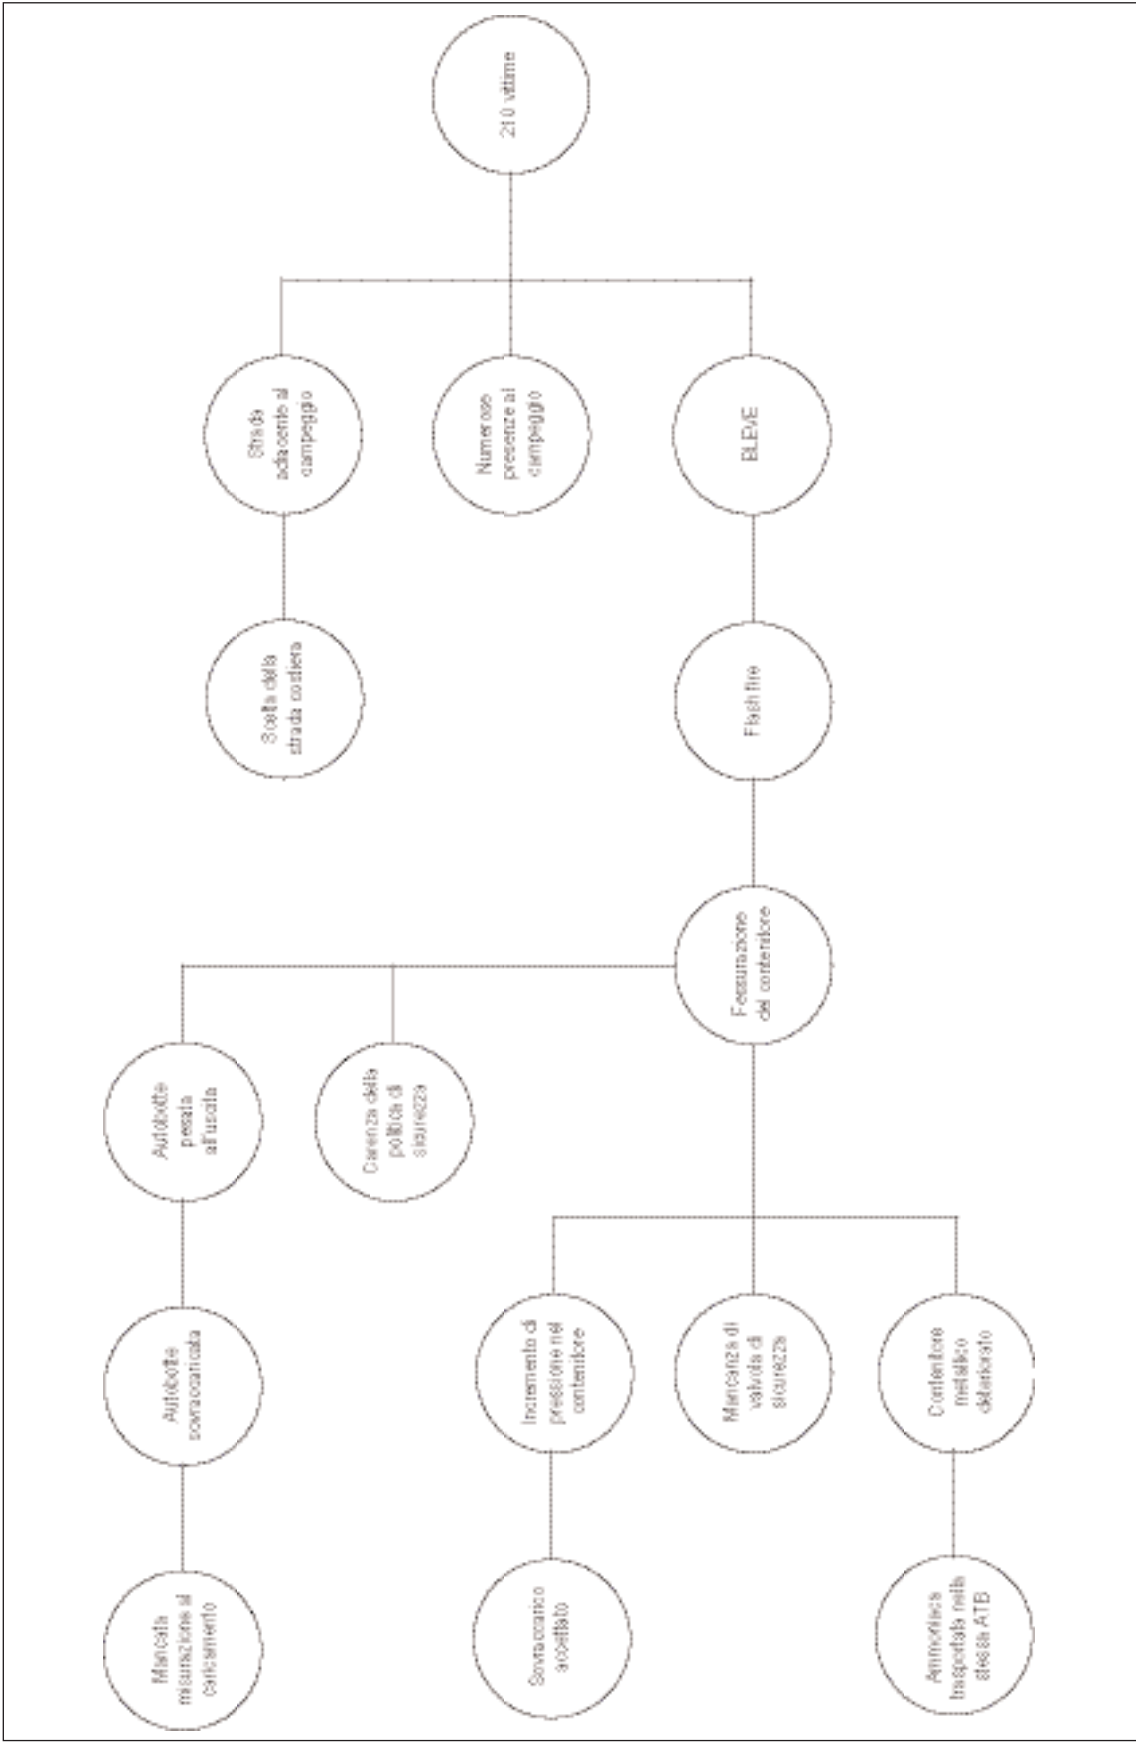 210 vittime
Strada
adiacente al
campeggio
Numerose
presenze al
campeggio
BLEVE
Scelta della
strada costiera
Flash fire
Fessurazione
del contenitore
Autobotte
pesata
all'uscita
Carenza della
politica di
sicurezza
Autobotte
sovraccaricata
Incremento di
pressione nel
contenitore
Mancanza di
valvola di
sicurezza
Contenitore
metallico
deteriorato
Mancata
misurazione al
caricamento
Sovraccarico
accettato
Ammoniaca
trasportata nella
stessa ATB